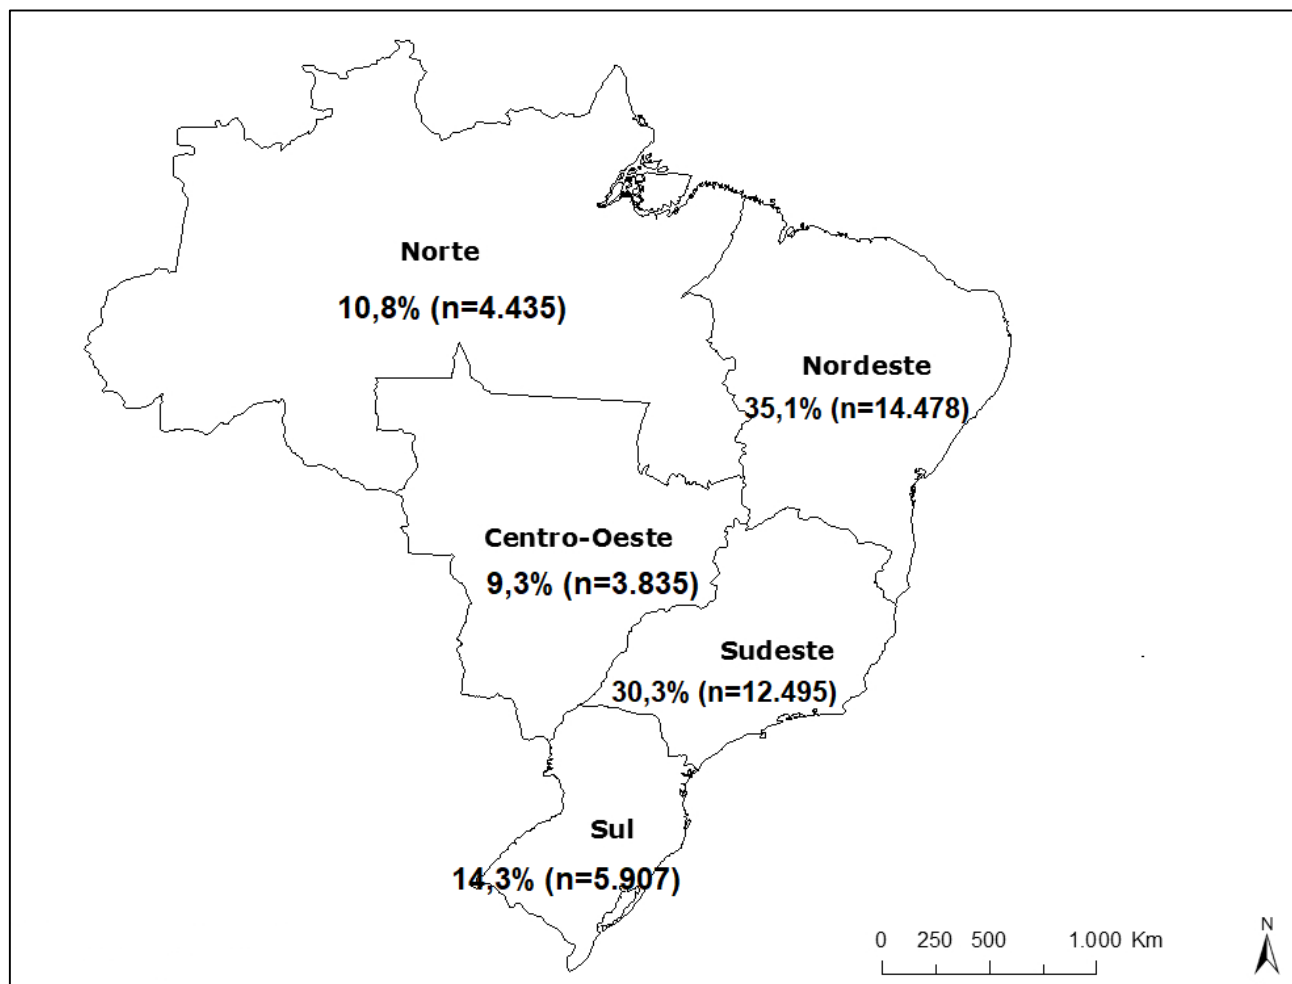 Norte
10,8% (n=4.435)
Nordeste
35,1% (n=14.478)
Centro-Oeste
9,3% (n=3.835)
Sudeste
30,3% (n=12.495)
Sul
14,3% (n=5.907)
0 250 500 1.000 Km
N